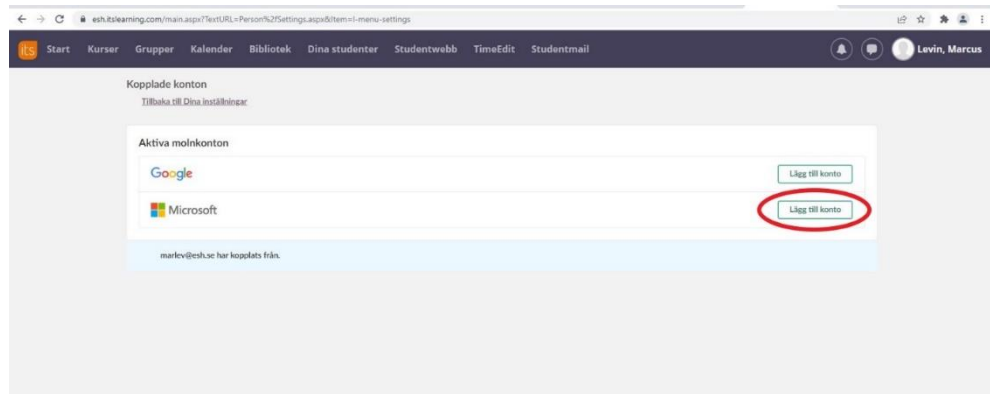 esh.itslearning.com/main.aspx?TextURL=Person%2fSettings.aspx&Item=l-menu-settings
its Start Kurser Grupper Kalender Bibliotek Dina studenter Studentwebb TimeEdit Studentmail Levin, Marcus
Kopplade konton
Tillbaka till Dina inställningar
Aktiva molnkonton
Google Lägg till konto
Microsoft Lägg till konto
marlev@esh.se har kopplats från.